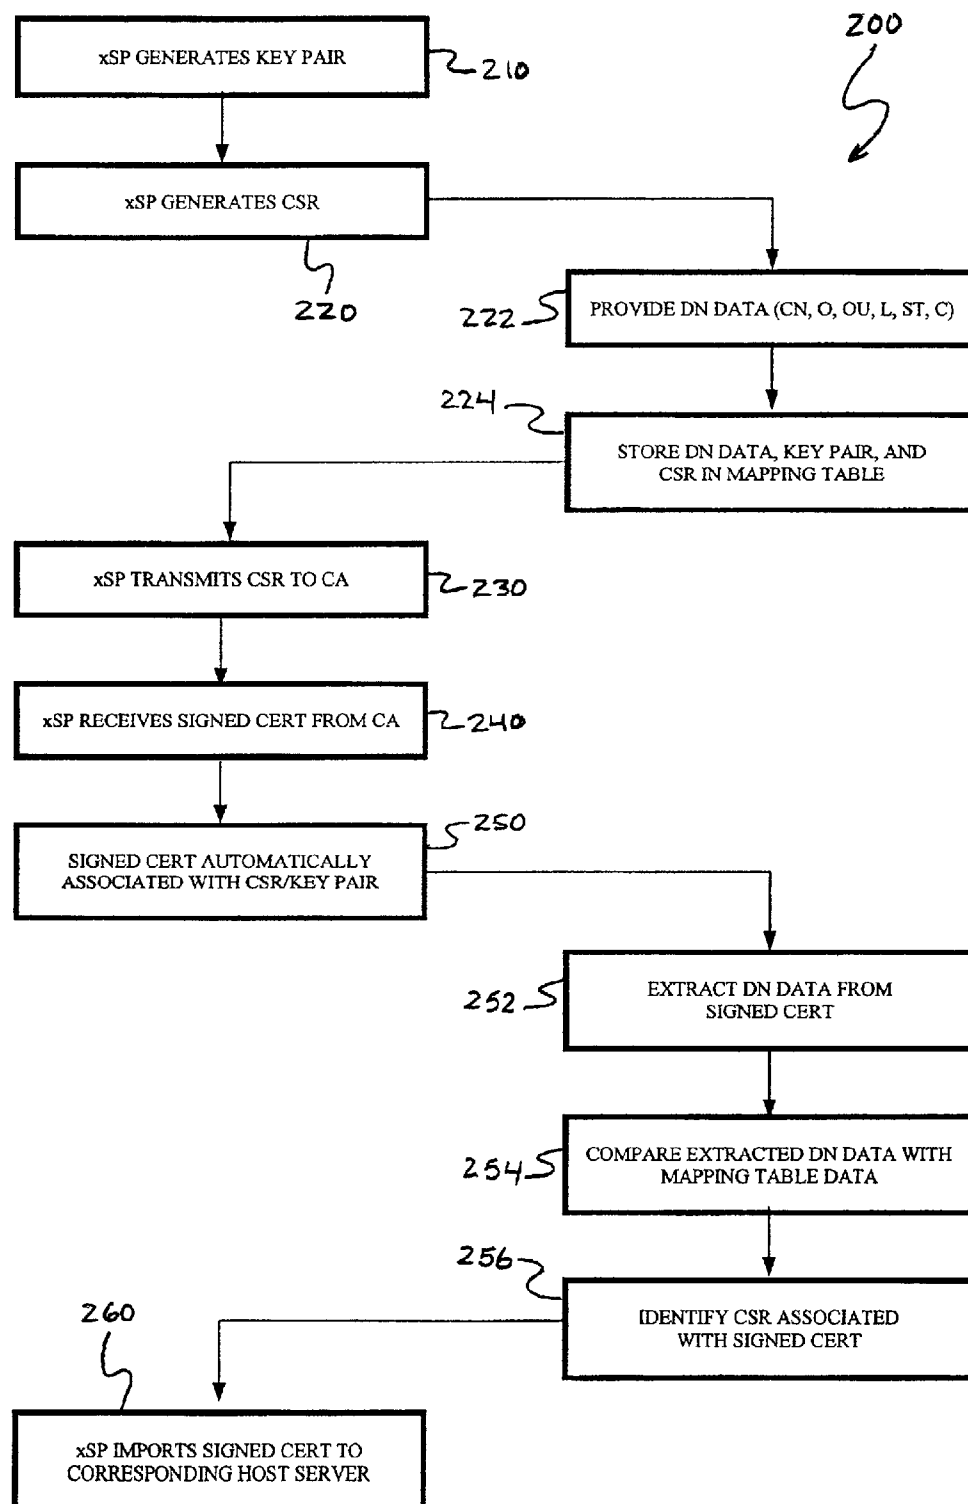 200
xSP GENERATES KEY PAIR
210
xSP GENERATES CSR
220
222
PROVIDE DN DATA (CN, O, OU, L, ST, C)
224
STORE DN DATA, KEY PAIR, AND
CSR IN MAPPING TABLE
xSP TRANSMITS CSR TO CA
230
xSP RECEIVES SIGNED CERT FROM CA
240
250
SIGNED CERT AUTOMATICALLY
ASSOCIATED WITH CSR/KEY PAIR
252
EXTRACT DN DATA FROM
SIGNED CERT
254
COMPARE EXTRACTED DN DATA WITH
MAPPING TABLE DATA
256
IDENTIFY CSR ASSOCIATED
WITH SIGNED CERT
260
xSP IMPORTS SIGNED CERT TO
CORRESPONDING HOST SERVER